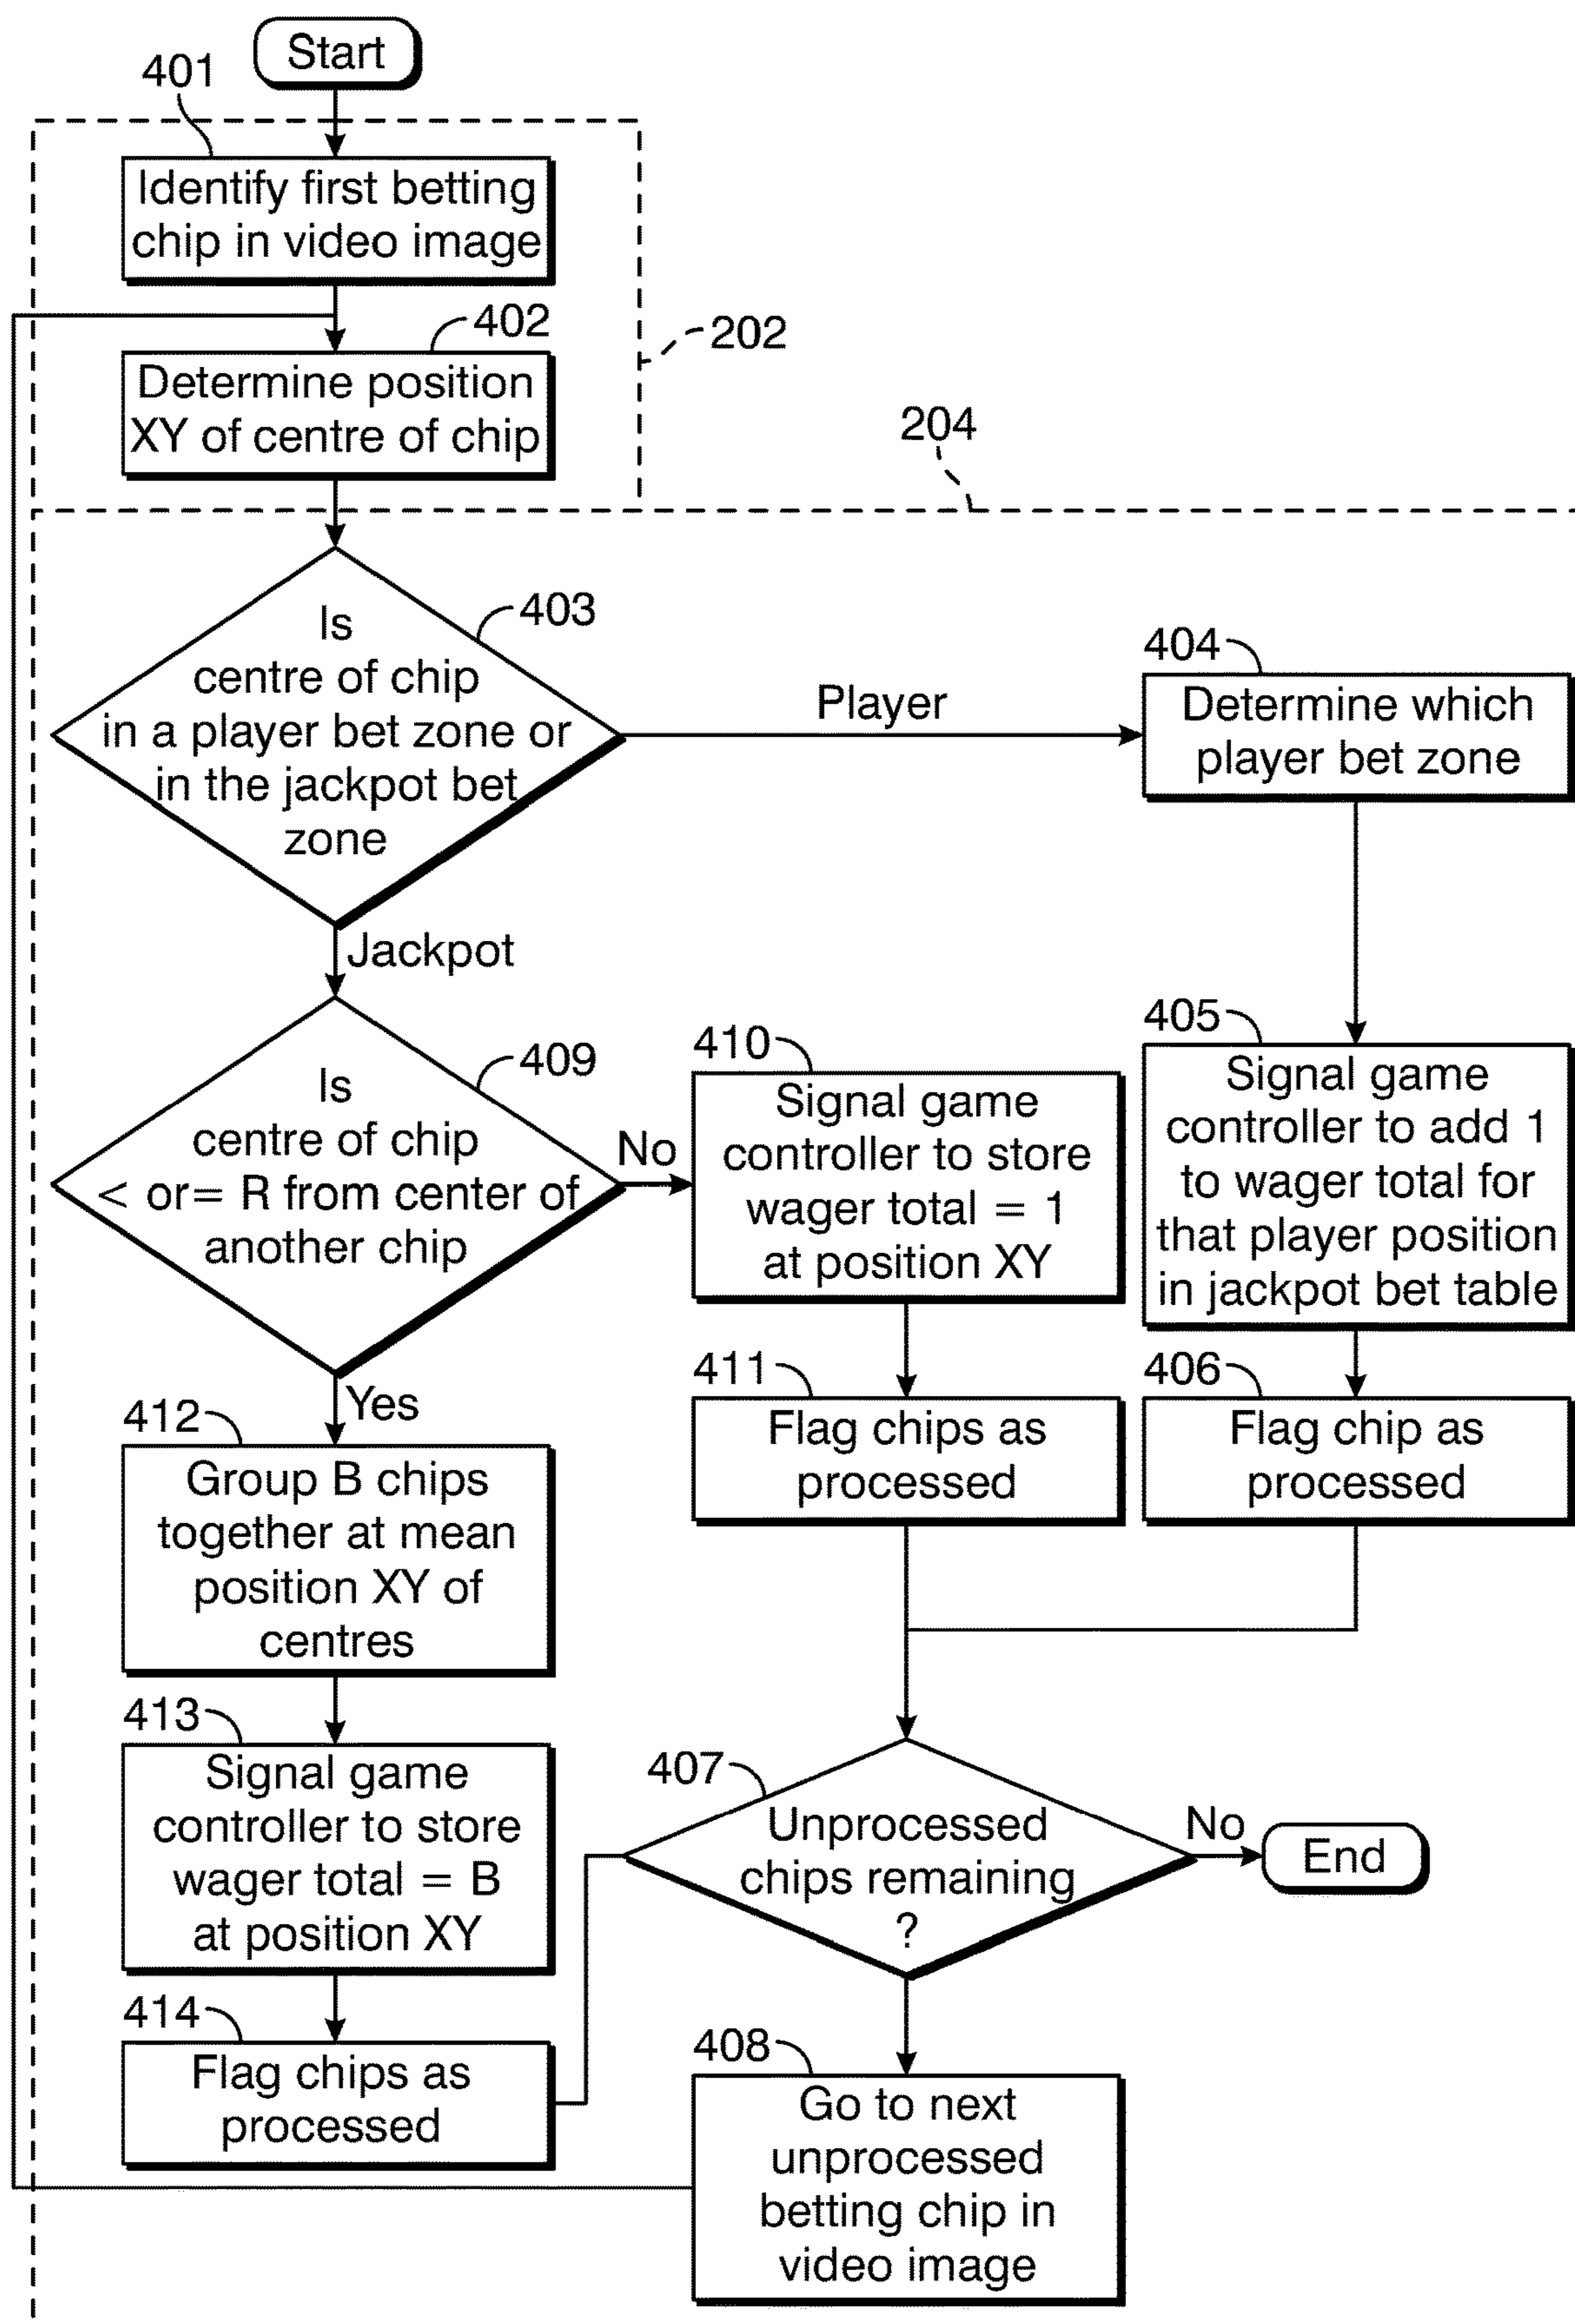 Start
401
Identify first betting
chip in video image
402
202
Determine position
XY of centre of chip
204
403
Is
centre of chip
in a player bet zone or
in the jackpot bet
zone
Player
404
Determine which
player bet zone
Jackpot
409
Is
centre of chip
< or= R from center of
another chip
No
410
Signal game
controller to store
wager total = 1
at position XY
405
Signal game
controller to add 1
to wager total for
that player position
in jackpot bet table
411
Flag chips as
processed
406
Flag chip as
processed
Yes
412
Group B chips
together at mean
position XY of
centres
413
Signal game
controller to store
wager total = B
at position XY
407
Unprocessed
chips remaining
?
No
End
414
Flag chips as
processed
408
Go to next
unprocessed
betting chip in
video image